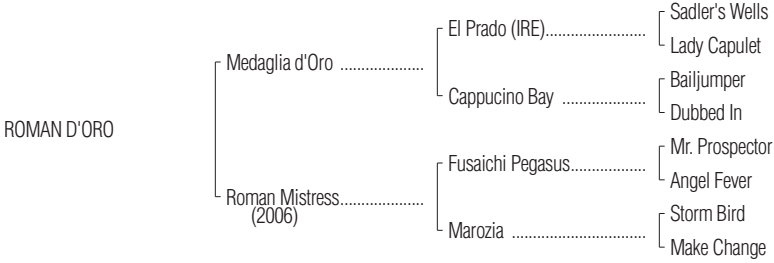 Sadler's Wells
El Prado (IRE)..........................
Lady Capulet
Medaglia d'Oro .....................
Bailjumper
Cappucino Bay .....................
Dubbed In
ROMAN D'ORO
Mr. Prospector
Fusaichi Pegasus...................
Angel Fever
Roman Mistress.....................
(2006)
Storm Bird
Marozia .................................
Make Change